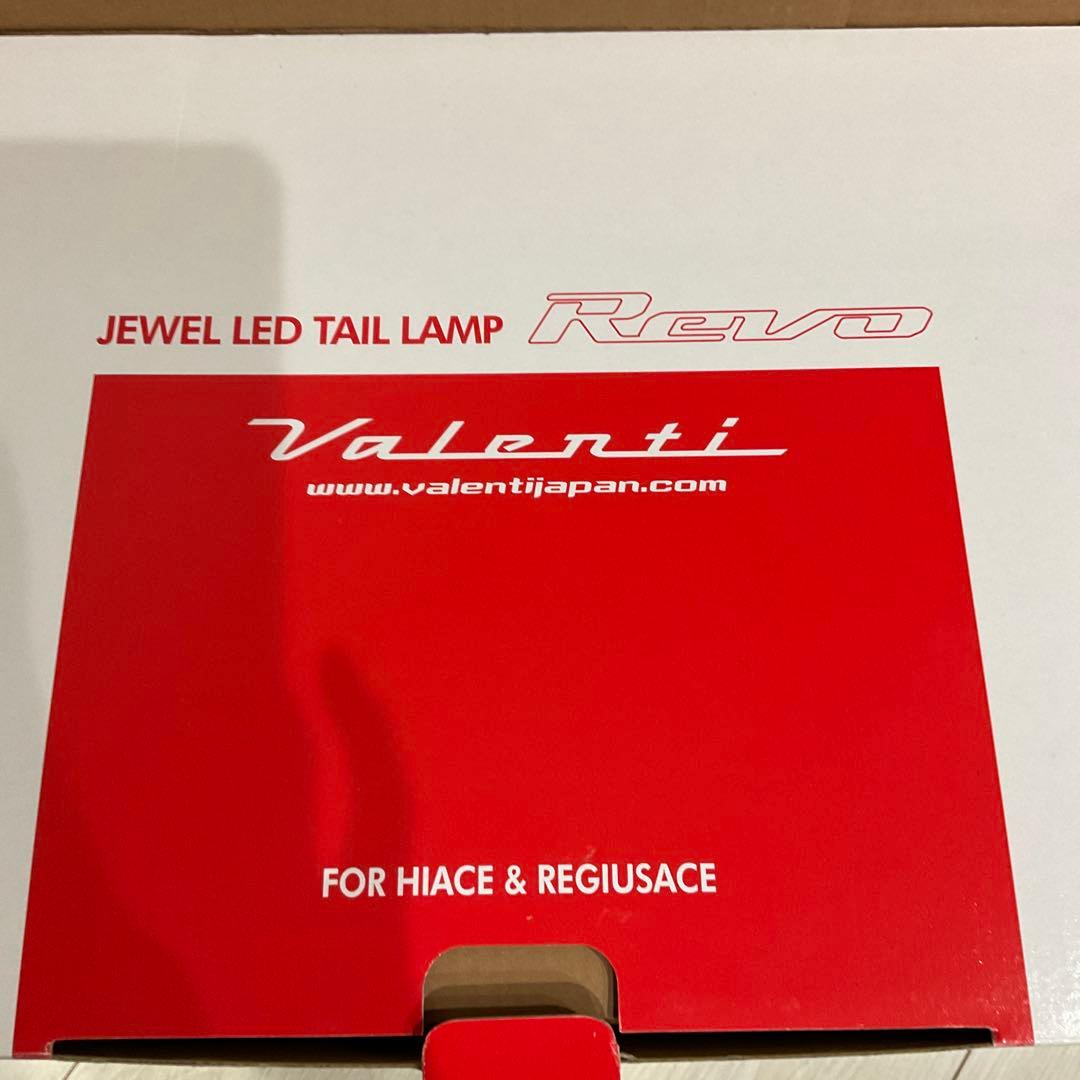 JEWEL LED TAIL LAMP Revo
Valenti
www.valentijapan.com
FOR HIACE & REGIUSACE